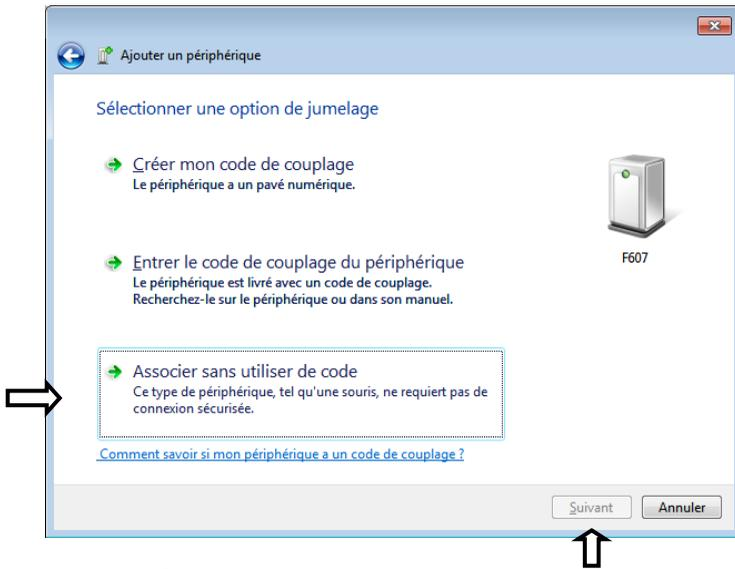 Ajouter un périphérique
Sélectionner une option de jumelage
Créer mon code de couplage
Le périphérique a un pavé numérique.
Entrer le code de couplage du périphérique
Le périphérique est livré avec un code de couplage.
Recherchez-le sur le périphérique ou dans son manuel.
F607
Associer sans utiliser de code
Ce type de périphérique, tel qu'une souris, ne requiert pas de
connexion sécurisée.
Comment savoir si mon périphérique a un code de couplage ?
Suivant
Annuler